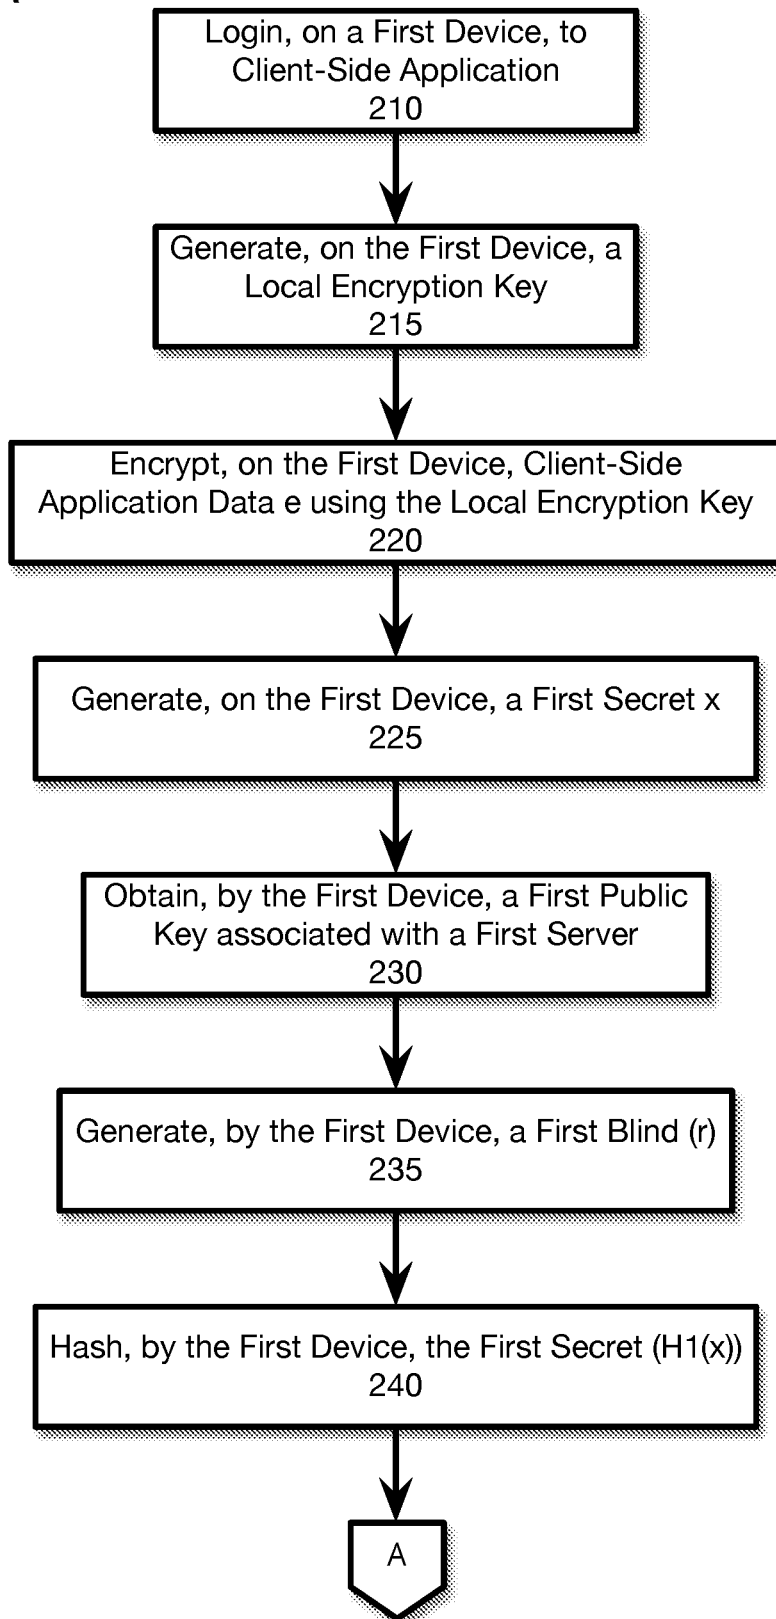 Login, on a First Device, to
Client-Side Application
210
Generate, on the First Device, a
Local Encryption Key
215
Encrypt, on the First Device, Client-Side
Application Data e using the Local Encryption Key
220
Generate, on the First Device, a First Secret x
225
Obtain, by the First Device, a First Public
Key associated with a First Server
230
Generate, by the First Device, a First Blind (r)
235
Hash, by the First Device, the First Secret (H1(x))
240
A